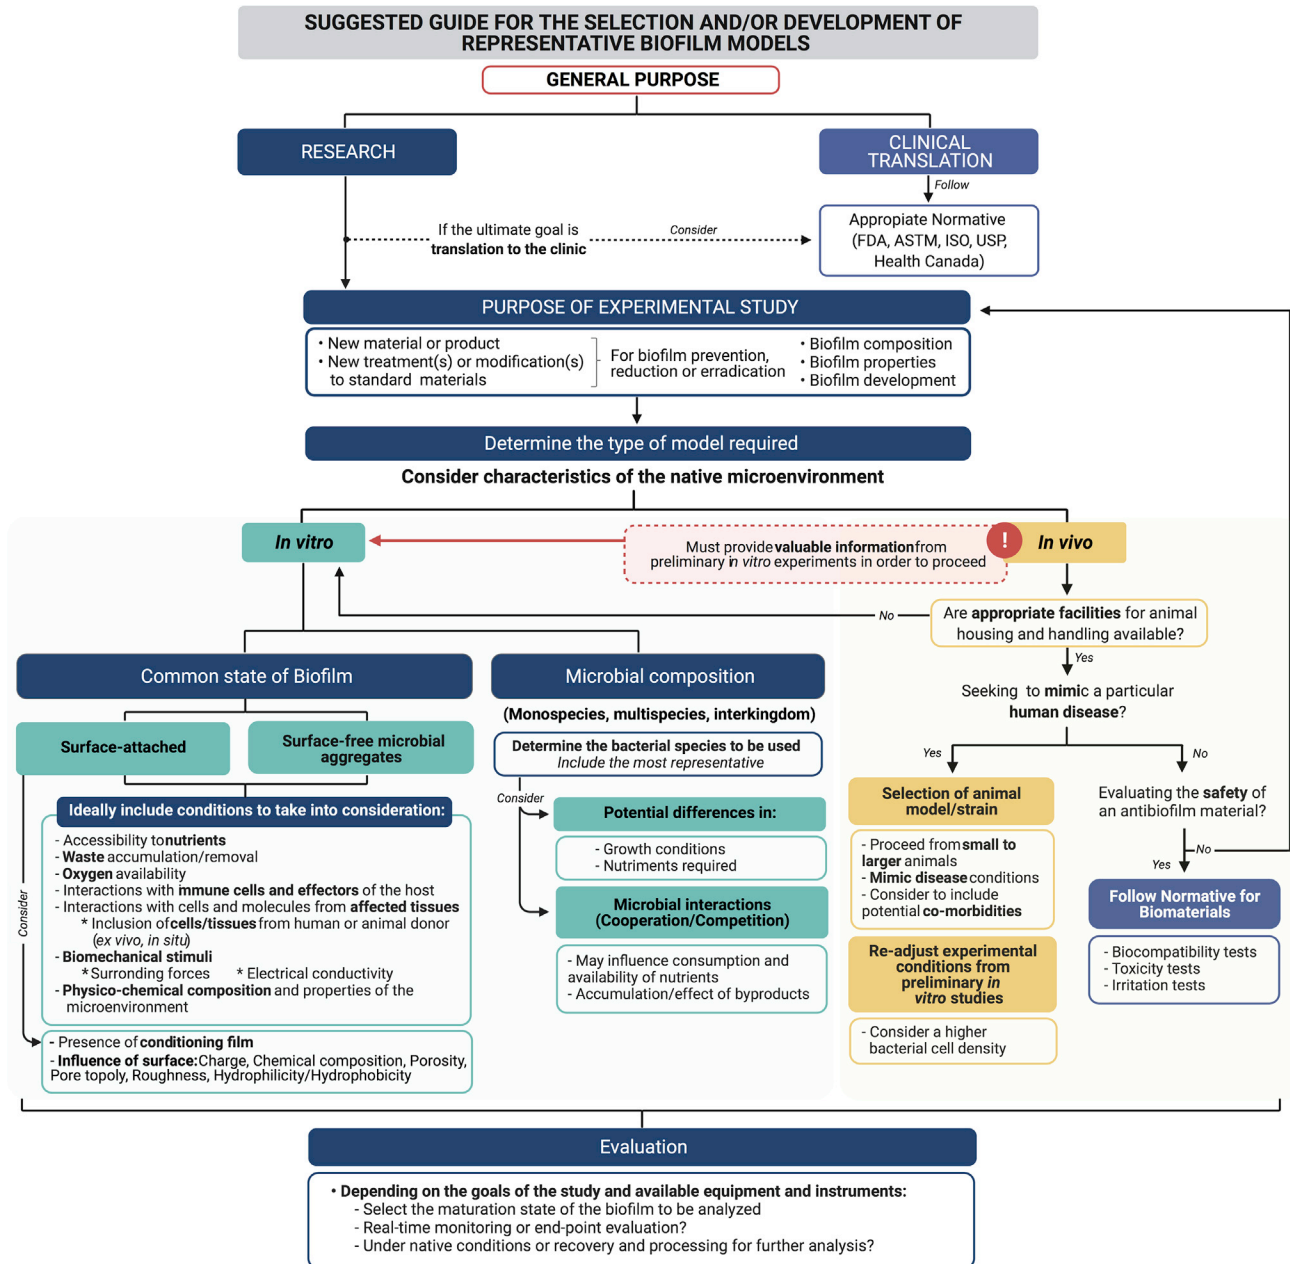 SUGGESTED GUIDE FOR THE SELECTION AND/OR DEVELOPMENT OF
REPRESENTATIVE BIOFILM MODELS
GENERAL PURPOSE
RESEARCH
CLINICAL
TRANSLATION
Follow
If the ultimate goal is
translation to the clinic
Consider
Appropiate Normative
(FDA, ASTM, ISO, USP,
Health Canada)
PURPOSE OF EXPERIMENTAL STUDY
• New material or product
• New treatment(s) or modification(s)
to standard materials
For biofilm prevention,
reduction or erradication
• Biofilm composition
• Biofilm properties
• Biofilm development
Determine the type of model required
Consider characteristics of the native microenvironment
In vitro
Must provide valuable information from
preliminary in vitro experiments in order to proceed
!
In vivo
No
Are appropriate facilities for animal
housing and handling available?
Yes
Seeking to mimic a particular
human disease?
Yes
No
Common state of Biofilm
Surface-attached
Surface-free microbial
aggregates
Ideally include conditions to take into consideration:
- Accessibility to nutrients
- Waste accumulation/removal
- Oxygen availability
- Interactions with immune cells and effectors of the host
- Interactions with cells and molecules from affected tissues
* Inclusion of cells/tissues from human or animal donor
(ex vivo, in situ)
- Biomechanical stimuli
* Surronding forces * Electrical conductivity
- Physico-chemical composition and properties of the
microenvironment
Consider
- Presence of conditioning film
- Influence of surface: Charge, Chemical composition, Porosity,
Pore topoly, Roughness, Hydrophilicity/Hydrophobicity
Microbial composition
(Monospecies, multispecies, interkingdom)
Determine the bacterial species to be used
Include the most representative
Consider
Potential differences in:
- Growth conditions
- Nutriments required
Microbial interactions
(Cooperation/Competition)
- May influence consumption and
availability of nutrients
- Accumulation/effect of byproducts
Selection of animal
model/strain
- Proceed from small to
larger animals
- Mimic disease conditions
- Consider to include
potential co-morbidities
Re-adjust experimental
conditions from
preliminary in
vitro studies
- Consider a higher
bacterial cell density
Evaluating the safety of
an antibiofilm material?
No
Yes
Follow Normative for
Biomaterials
- Biocompatibility tests
- Toxicity tests
- Irritation tests
Evaluation
• Depending on the goals of the study and available equipment and instruments:
- Select the maturation state of the biofilm to be analyzed
- Real-time monitoring or end-point evaluation?
- Under native conditions or recovery and processing for further analysis?